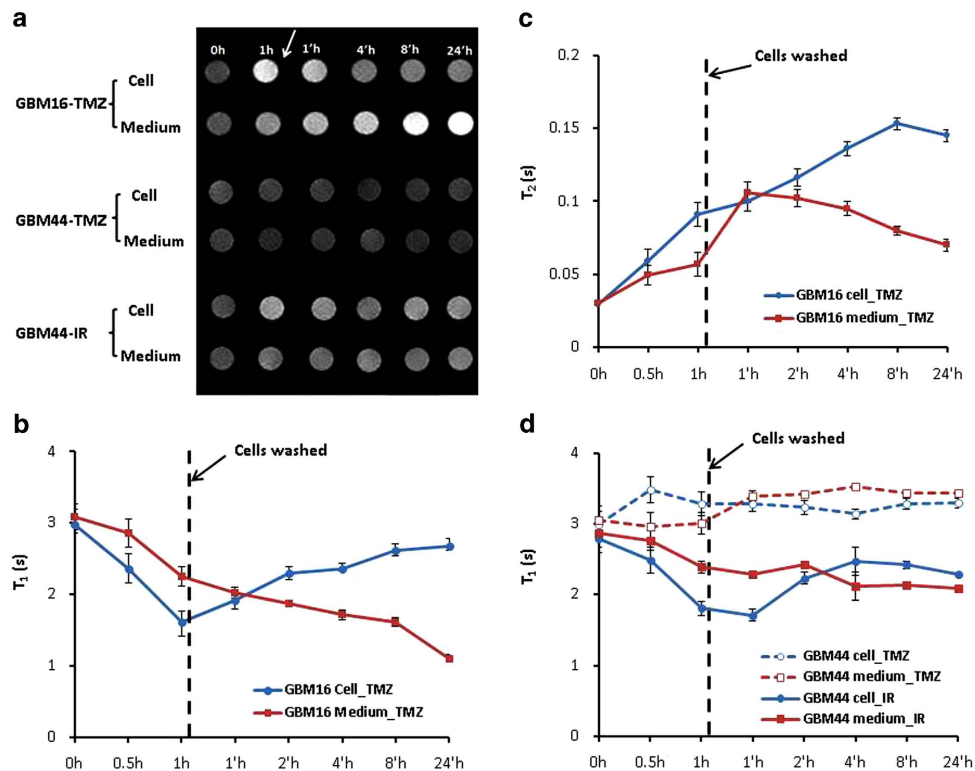 a
0h 1h 1'h 4'h 8'h 24'h
Cell
GBM16-TMZ
Medium
Cell
GBM44-TMZ
Medium
Cell
GBM44-IR
Medium
b
T1 (s)
4
3
2
1
0
Cells washed
GBM16 Cell_TMZ
GBM16 Medium_TMZ
0h 0.5h 1h 1'h 2'h 4'h 8'h 24'h
c
T2 (s)
0.2
0.15
0.1
0.05
0
Cells washed
GBM16 cell_TMZ
GBM16 medium_TMZ
0h 0.5h 1h 1'h 2'h 4'h 8'h 24'h
d
T1 (s)
4
3
2
1
0
Cells washed
GBM44 cell_TMZ
GBM44 medium_TMZ
GBM44 cell_IR
GBM44 medium_IR
0h 0.5h 1h 1'h 2'h 4'h 8'h 24'h